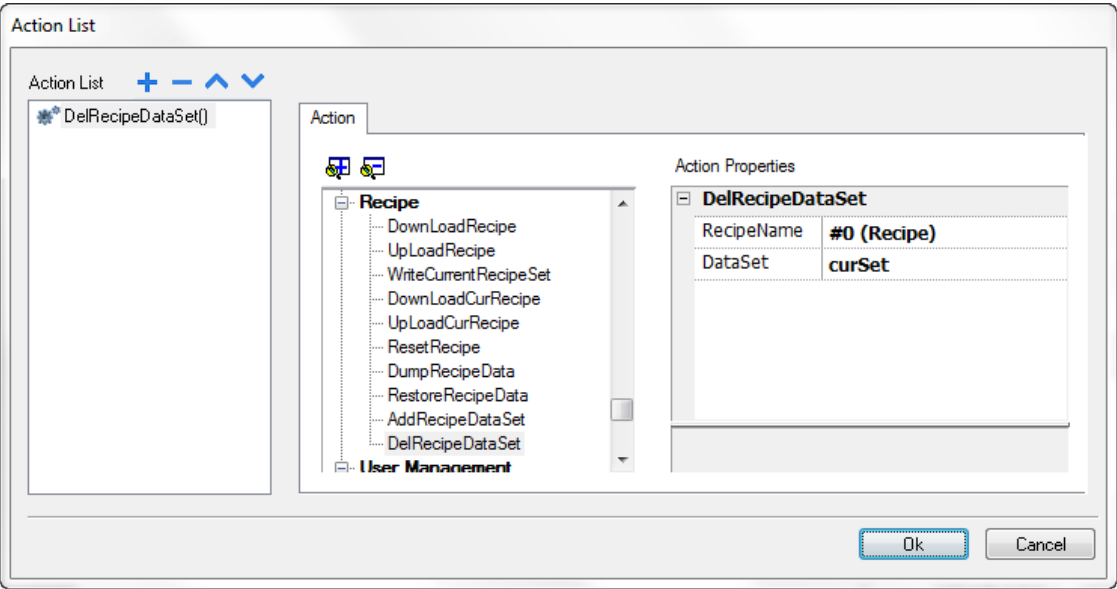 Action List
Action List
DelRecipeDataSet()
Action
Recipe
DownLoadRecipe
UpLoadRecipe
WriteCurrentRecipeSet
DownLoadCurRecipe
UpLoadCurRecipe
ResetRecipe
DumpRecipeData
RestoreRecipeData
AddRecipeDataSet
DelRecipeDataSet
User Management
Action Properties
DelRecipeDataSet
RecipeName #0 (Recipe)
DataSet curSet
Ok Cancel